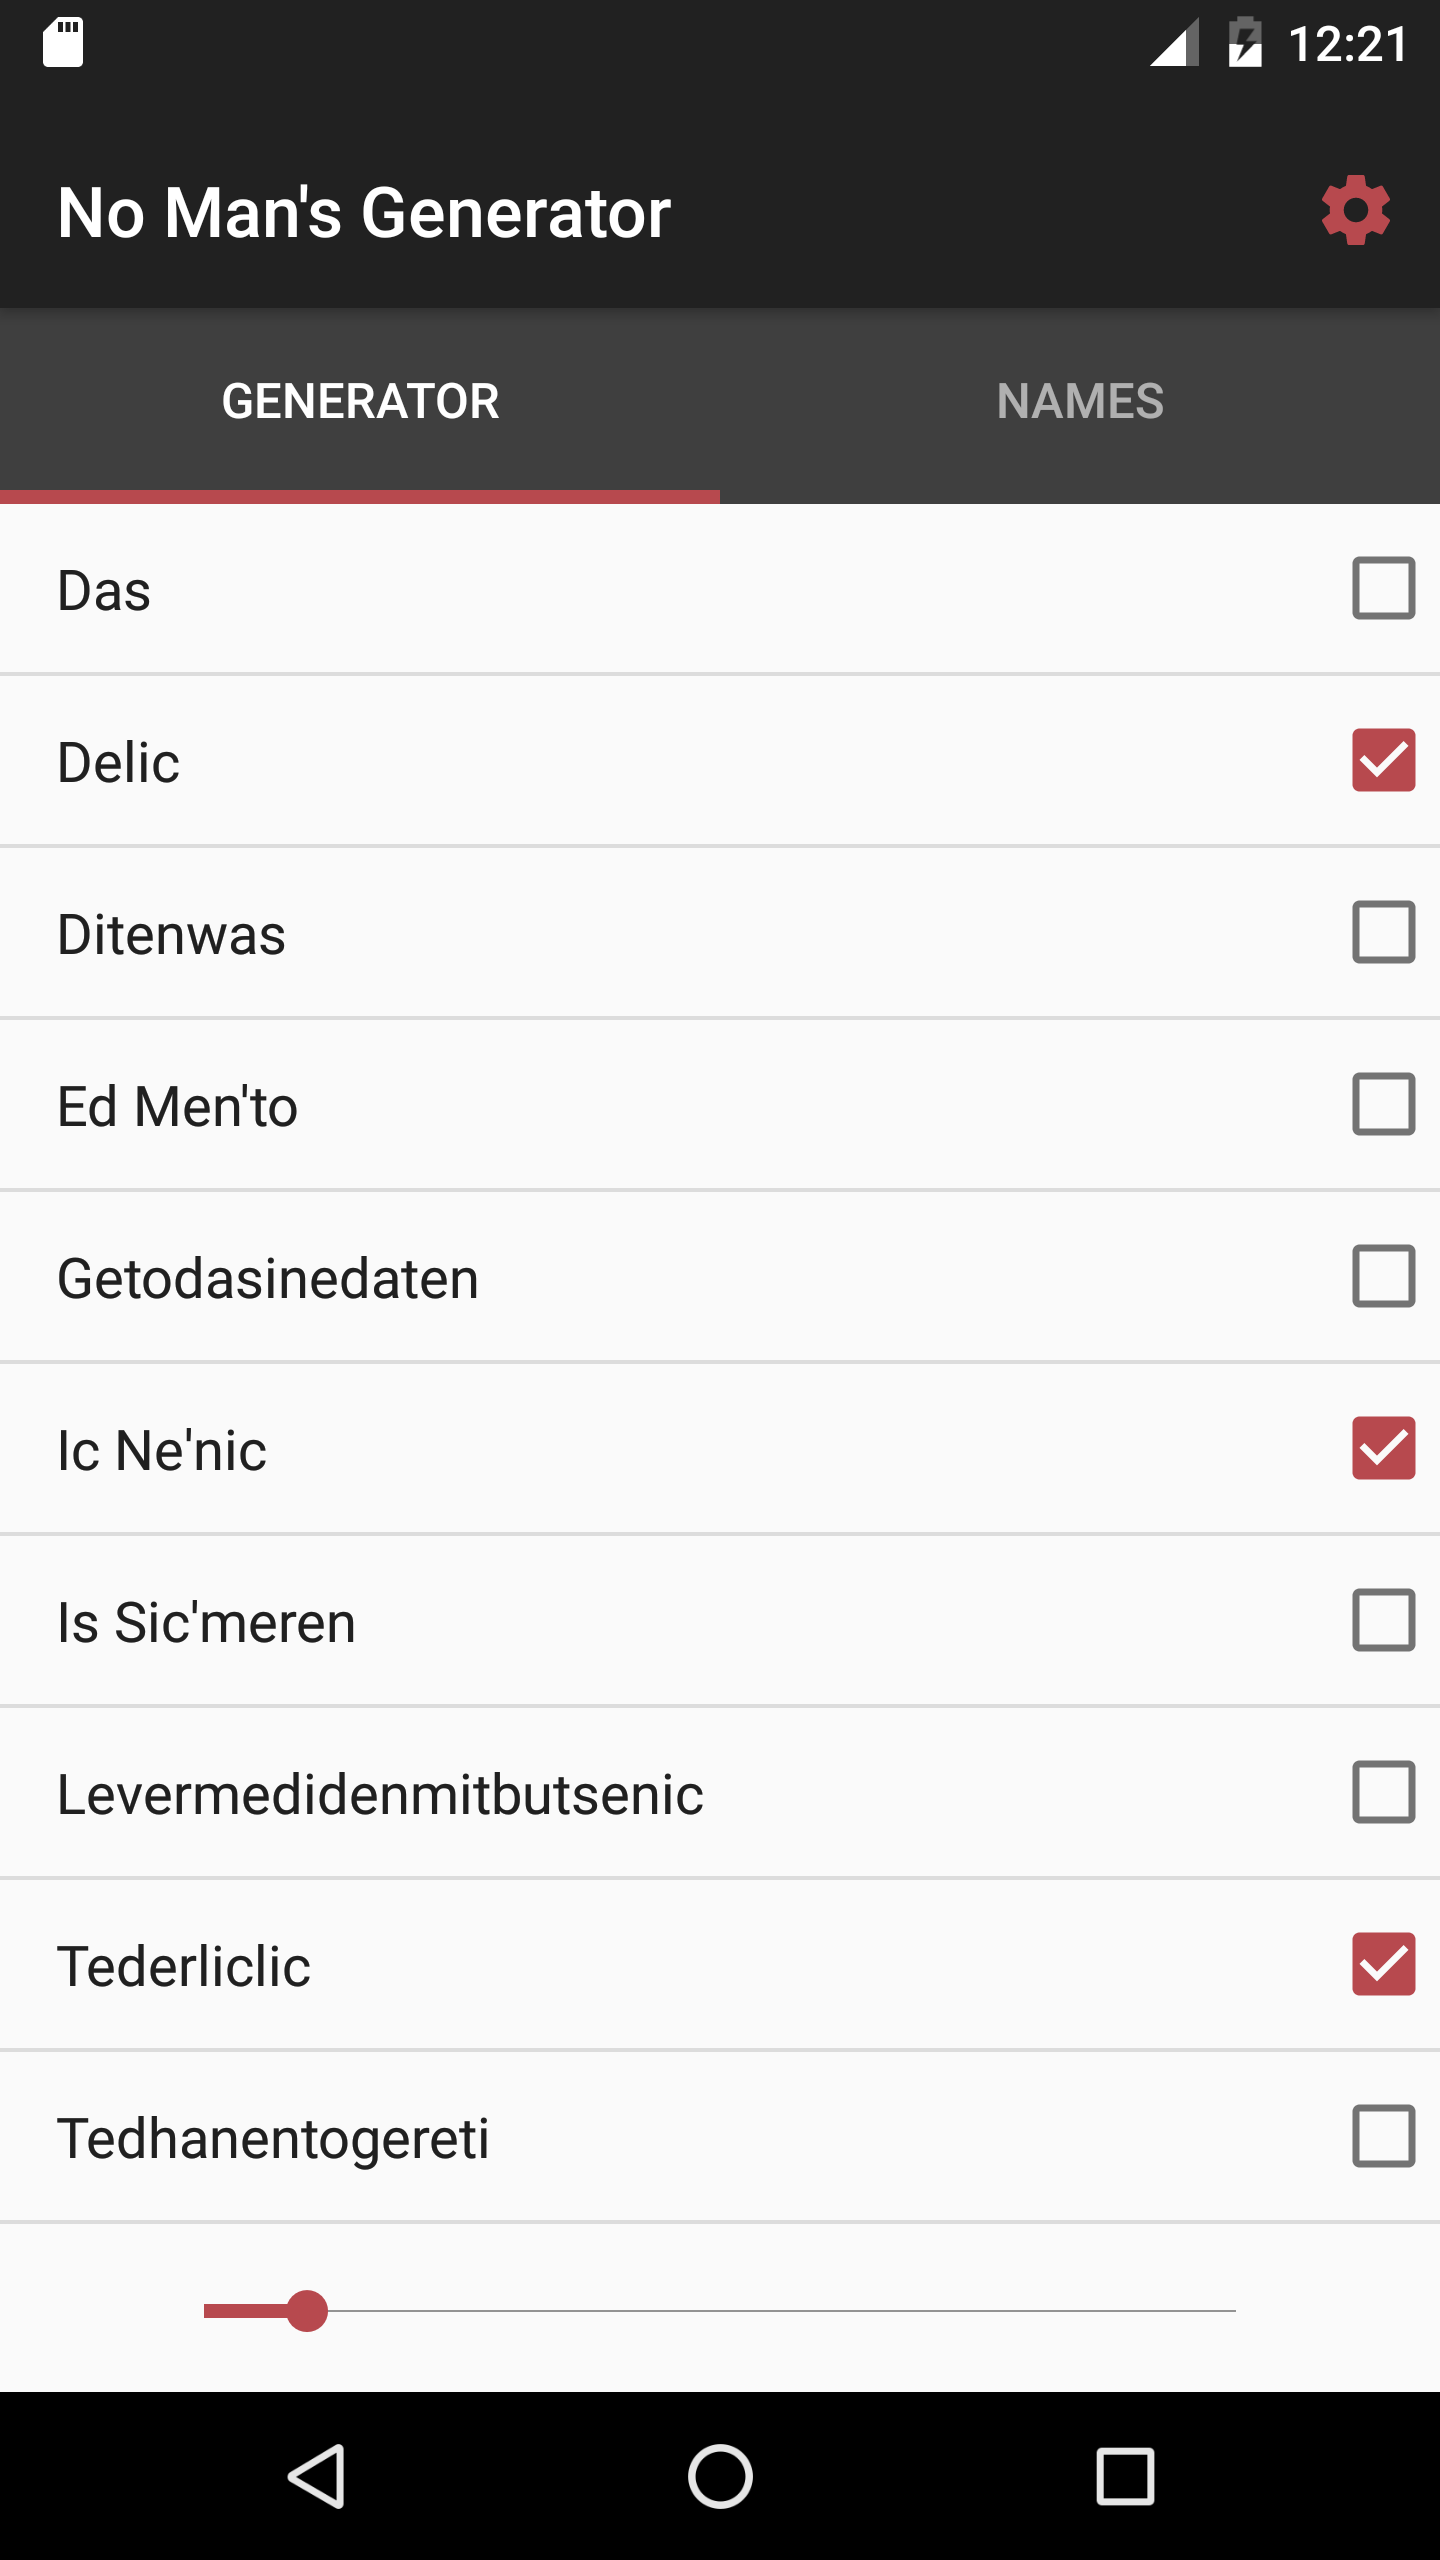 12:21
No Man's Generator
GENERATOR
NAMES
Das
Delic
Ditenwas
Ed Men'to
Getodasinedaten
Ic Ne'nic
Is Sic'meren
Levermedidenmitbutsenic
Tederliclic
Tedhanentogereti